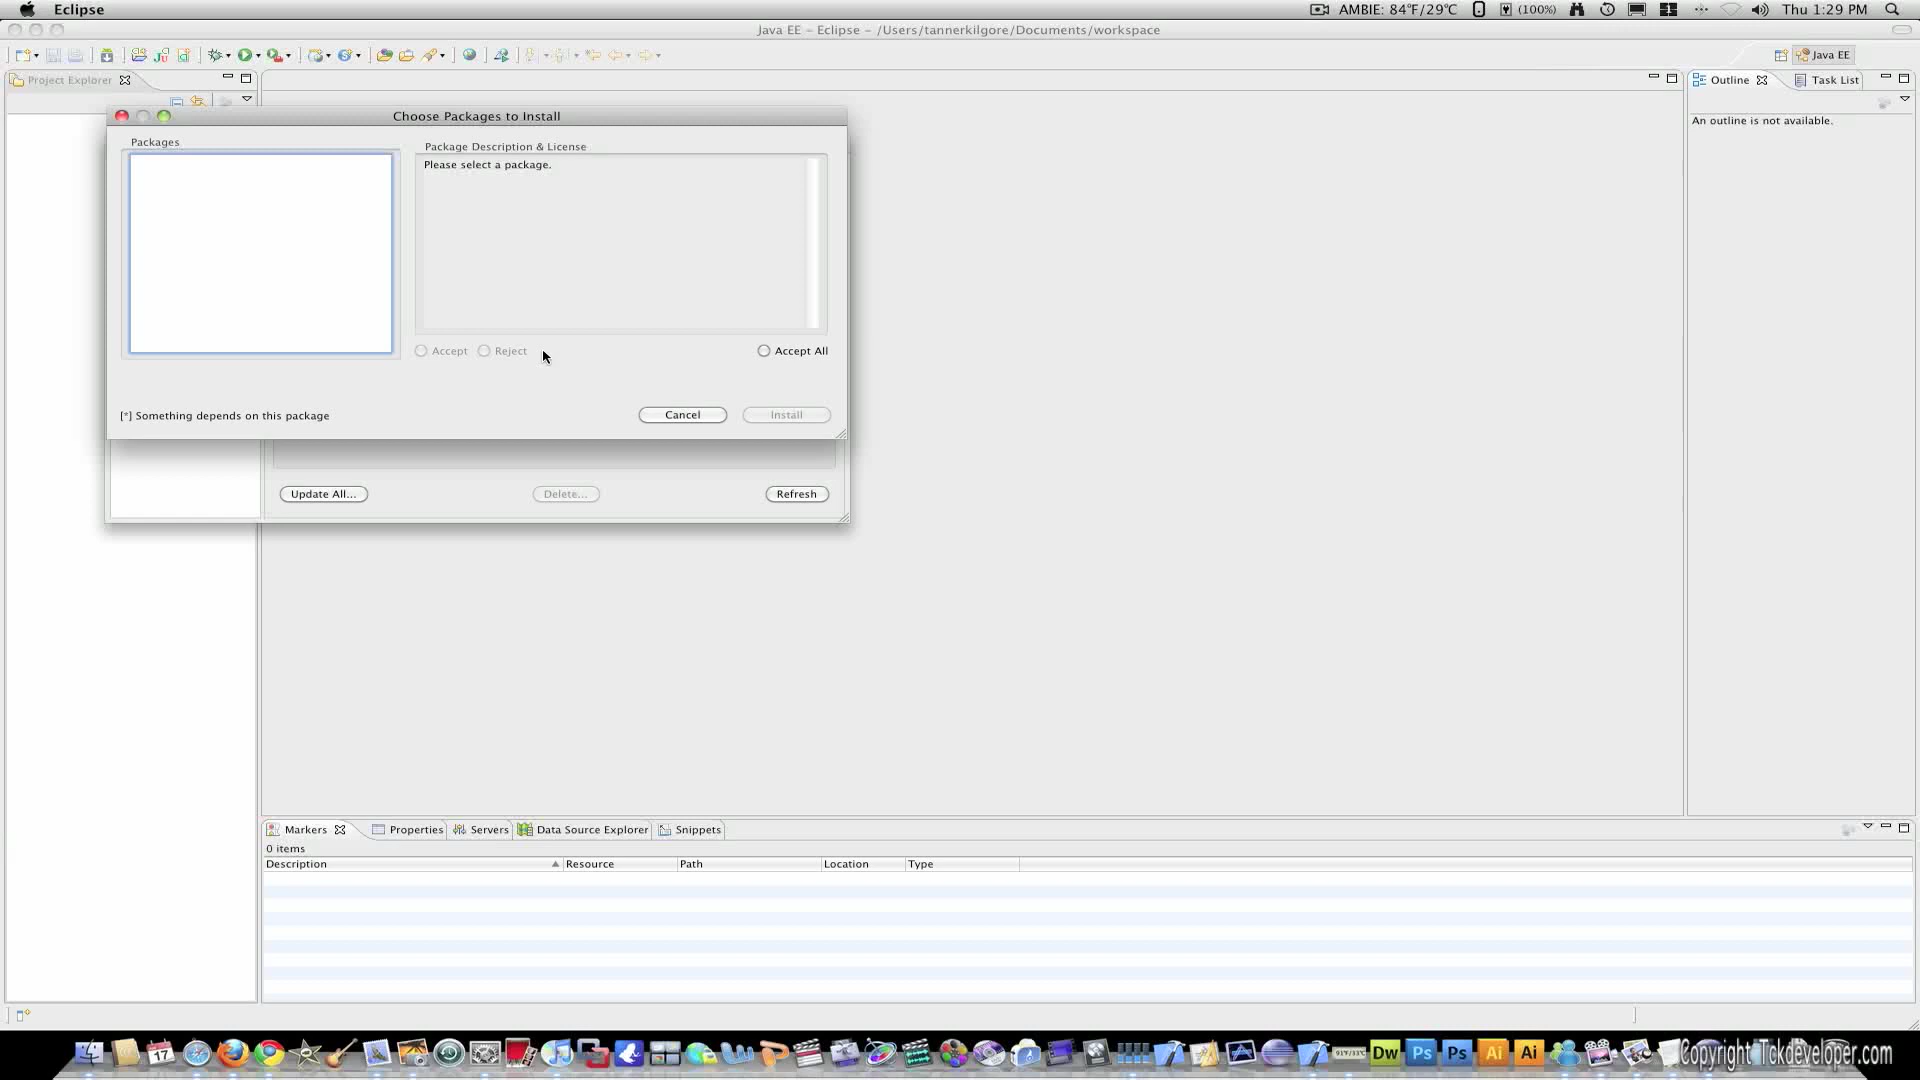 Eclipse
AMBIE: 84°F/29°C
(100%)
Thu 1:29 PM
Java EE – Eclipse – /Users/tannerkilgore/Documents/workspace
Java EE
Project Explorer
Outline
Task List
An outline is not available.
Choose Packages to Install
Packages
Package Description & License
Please select a package.
Accept
Reject
Accept All
[*] Something depends on this package
Cancel
Install
Update All...
Delete...
Refresh
Markers
Properties
Servers
Data Source Explorer
Snippets
0 items
Description
Resource
Path
Location
Type
17
91°F/33°C
Dw
Ps
Ps
Ai
Ai
Copyright Tckdeveloper.com